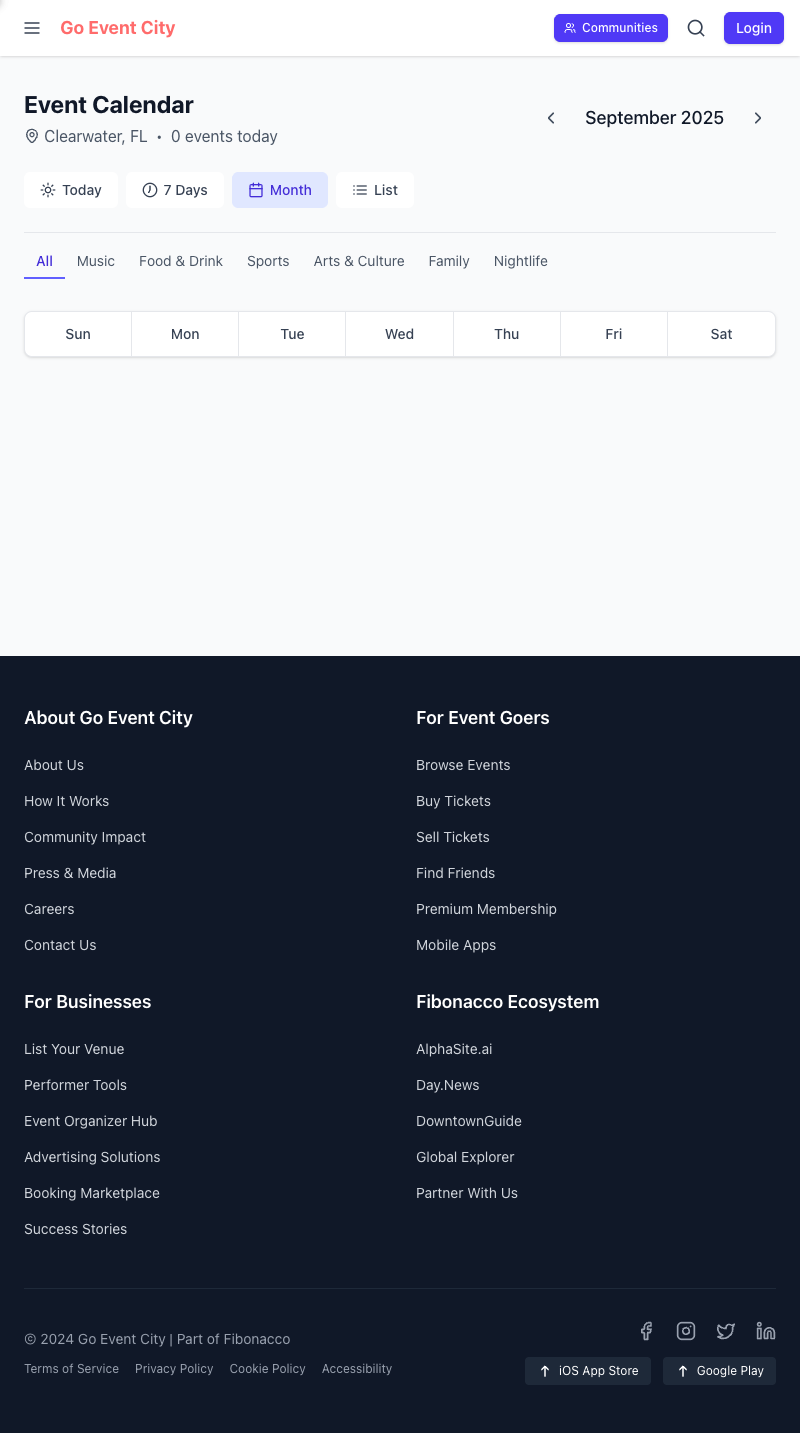 Go Event City
Communities
Login
Event Calendar
September 2025
Clearwater, FL • 0 events today
Today
7 Days
Month
List
All
Music
Food & Drink
Sports
Arts & Culture
Family
Nightlife
Sun
Mon
Tue
Wed
Thu
Fri
Sat
About Go Event City
About Us
How It Works
Community Impact
Press & Media
Careers
Contact Us
For Event Goers
Browse Events
Buy Tickets
Sell Tickets
Find Friends
Premium Membership
Mobile Apps
For Businesses
List Your Venue
Performer Tools
Event Organizer Hub
Advertising Solutions
Booking Marketplace
Success Stories
Fibonacco Ecosystem
AlphaSite.ai
Day.News
DowntownGuide
Global Explorer
Partner With Us
© 2024 Go Event City | Part of Fibonacco
Terms of Service
Privacy Policy
Cookie Policy
Accessibility
iOS App Store
Google Play